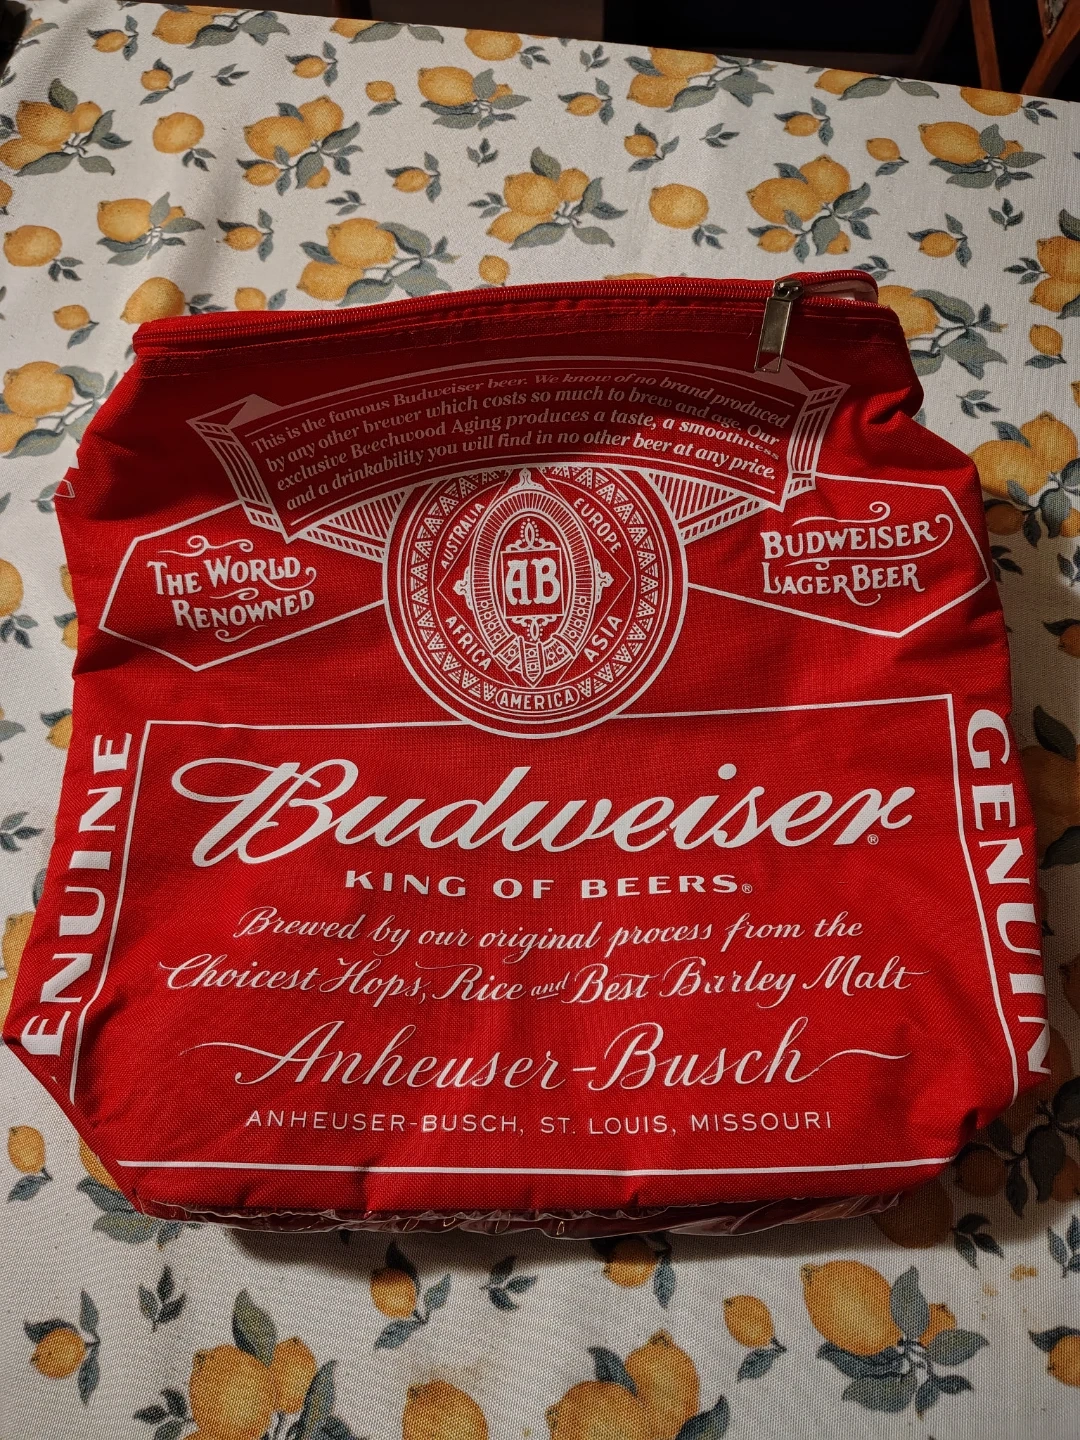 This is the famous Budweiser beer. We know of no brand produced
by any other brewer which costs so much to brew and age. Our
exclusive Beechwood Aging produces a taste, a smoothness
and a drinkability you will find in no other beer at any price.
AUSTRALIA
EUROPE
AB
AFRICA
ASIA
AMERICA
THE WORLD
RENOWNED
BUDWEISER
LAGER BEER
ENUINE
GENUIN
Budweiser®
KING OF BEERS®
Brewed by our original process from the
Choicest Hops, Rice and Best Barley Malt
Anheuser-Busch
ANHEUSER-BUSCH, ST. LOUIS, MISSOURI